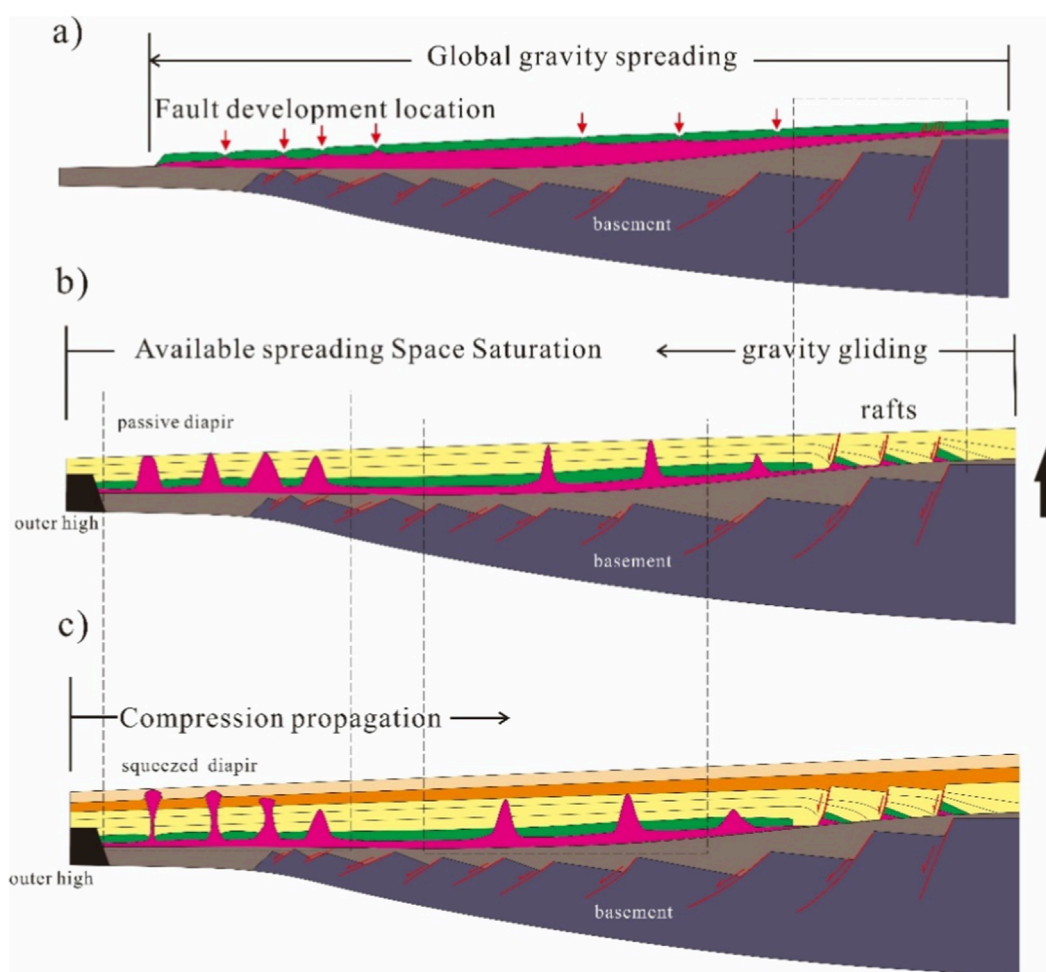 a)
Global gravity spreading
Fault development location
basement
b)
Available spreading Space Saturation
gravity gliding
rafts
passive diapir
outer high
basement
c)
Compression propagation
squeezed diapir
outer high
basement